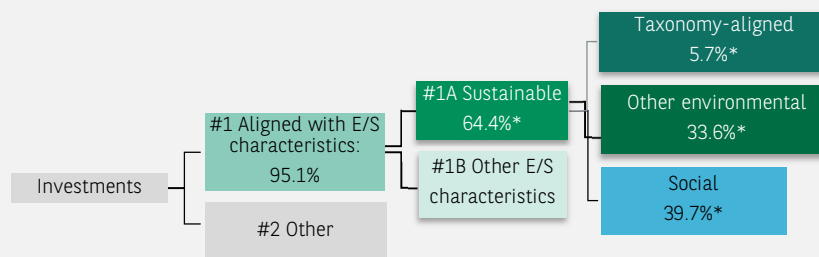 Investments
#1 Aligned with E/S
characteristics:
95.1%
#2 Other
#1A Sustainable
64.4%*
#1B Other E/S
characteristics
Taxonomy-aligned
5.7%*
Other environmental
33.6%*
Social
39.7%*